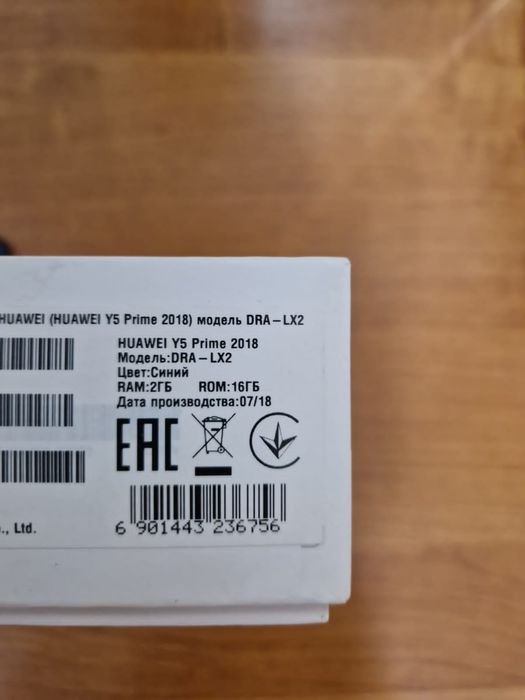 HUAWEI (HUAWEI Y5 Prime 2018) модель DRA-LX2
HUAWEI Y5 Prime 2018
Модель:DRA-LX2
Цвет:Синий
RAM:2ГБ ROM:16ГБ
Дата производства:07/18
EAC
6 901443 236756
., Ltd.